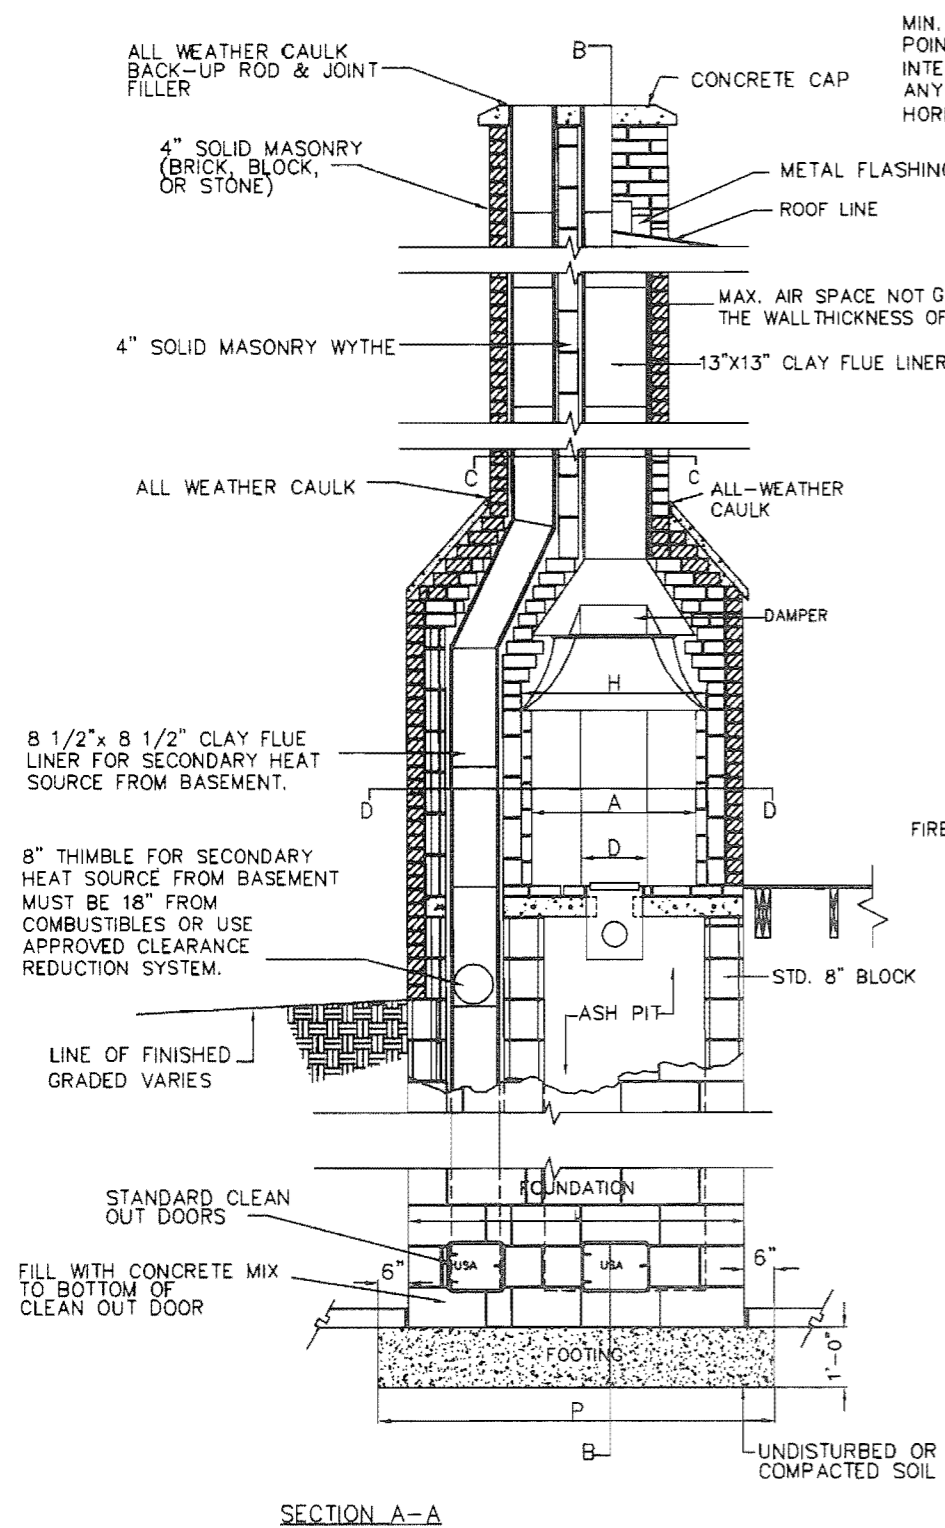 MIN.
POIN
INTE
ANY
HORI
ALL WEATHER CAULK
BACK-UP ROD & JOINT
FILLER
B
CONCRETE CAP
4" SOLID MASONRY
(BRICK, BLOCK,
OR STONE)
METAL FLASHING
ROOF LINE
MAX. AIR SPACE NOT G
THE WALL THICKNESS OF
4" SOLID MASONRY WYTHE
13"X13" CLAY FLUE LINER
C
C
ALL WEATHER CAULK
ALL-WEATHER
CAULK
DAMPER
H
8 1/2"x 8 1/2" CLAY FLUE
LINER FOR SECONDARY HEAT
SOURCE FROM BASEMENT.
D
D
A
FIRE
D
8" THIMBLE FOR SECONDARY
HEAT SOURCE FROM BASEMENT
MUST BE 18" FROM
COMBUSTIBLES OR USE
APPROVED CLEARANCE
REDUCTION SYSTEM.
STD. 8" BLOCK
ASH PIT
LINE OF FINISHED
GRADED VARIES
FOUNDATION
STANDARD CLEAN
OUT DOORS
USA
USA
6"
6"
FILL WITH CONCRETE MIX
TO BOTTOM OF
CLEAN OUT DOOR
FOOTING
1'-0"
P
B
UNDISTURBED OR
COMPACTED SOIL
SECTION A-A